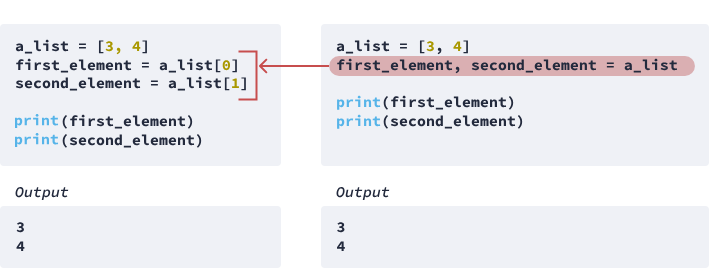 a_list = [3, 4]
first_element = a_list[0]
second_element = a_list[1]
print(first_element)
print(second_element)
Output
3
4
a_list = [3, 4]
first_element, second_element = a_list
print(first_element)
print(second_element)
Output
3
4